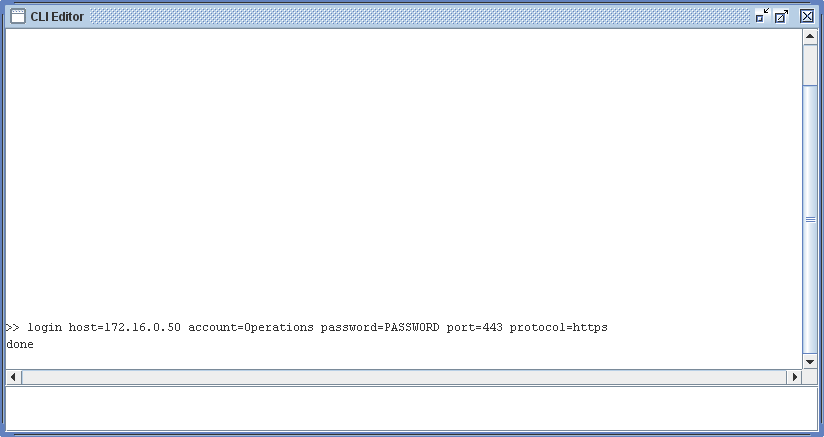 CLI Editor
>> login host=172.16.0.50 account=Operations password=PASSWORD port=443 protocol=https
done